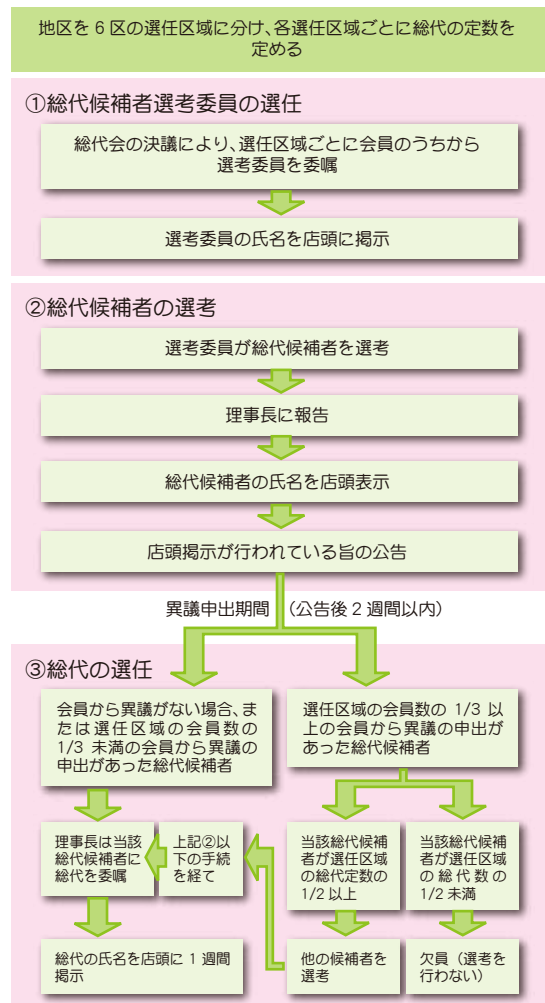 地区を 6 区の選任区域に分け、各選任区域ごとに総代の定数を
定める
①総代候補者選考委員の選任
総代会の決議により、選任区域ごとに会員のうちから
選考委員を委嘱
選考委員の氏名を店頭に掲示
②総代候補者の選考
選考委員が総代候補者を選考
理事長に報告
総代候補者の氏名を店頭表示
店頭掲示が行われている旨の公告
異議申出期間 (公告後 2 週間以内)
③総代の選任
会員から異議がない場合、ま
たは選任区域の会員数の
1/3 未満の会員から異議の
申出があった総代候補者
選任区域の会員数の 1/3 以
上の会員から異議の申出が
あった総代候補者
理事長は当該
総代候補者に
総代を委嘱
上記②以
下の手続
を経て
当該総代候補
者が選任区域
の総代定数の
1/2 以上
当該総代候補
者が選任区域
の総代数の
1/2 未満
総代の氏名を店頭に 1 週間
掲示
他の候補者を
選考
欠員（選考を
行わない）